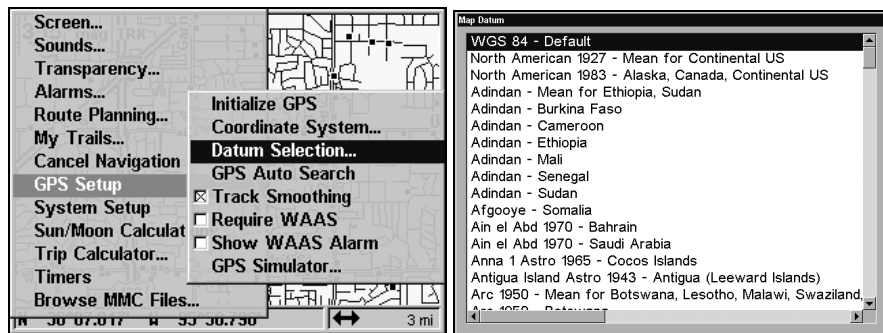 Screen...
Sounds...
Transparency...
Alarms...
Route Planning...
My Trails...
Cancel Navigation
GPS Setup
System Setup
Sun/Moon Calculat
Trip Calculator...
Timers
Browse MMC Files...
Initialize GPS
Coordinate System...
Datum Selection...
GPS Auto Search
Track Smoothing
Require WAAS
Show WAAS Alarm
GPS Simulator...
3 mi
Map Datum
WGS 84 - Default
North American 1927 - Mean for Continental US
North American 1983 - Alaska, Canada, Continental US
Adindan - Mean for Ethiopia, Sudan
Adindan - Burkina Faso
Adindan - Cameroon
Adindan - Ethiopia
Adindan - Mali
Adindan - Senegal
Adindan - Sudan
Afgooye - Somalia
Ain el Abd 1970 - Bahrain
Ain el Abd 1970 - Saudi Arabia
Anna 1 Astro 1965 - Cocos Islands
Antigua Island Astro 1943 - Antigua (Leeward Islands)
Arc 1950 - Mean for Botswana, Lesotho, Malawi, Swaziland,
Arc 1950 - Botswana